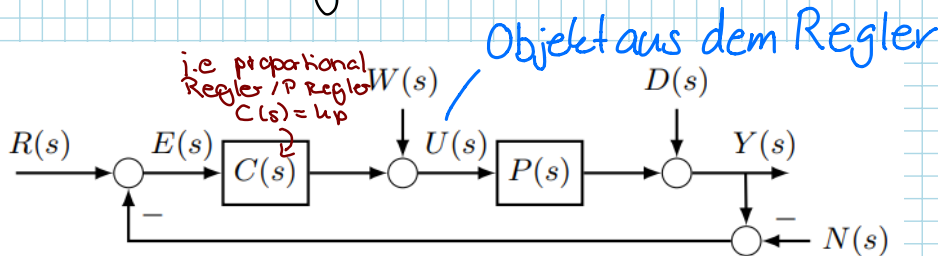 Objekt aus dem Regler
i.e proportional
Regler / P Regler
C(s) = kp
W(s)
D(s)
R(s)
E(s)
C(s)
U(s)
P(s)
Y(s)
−
−
N(s)